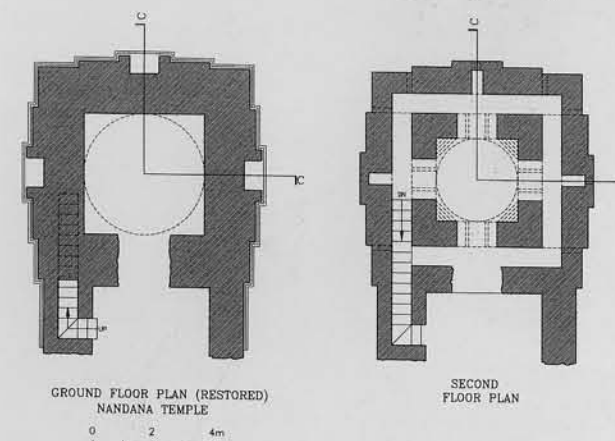 C
C
C
DN
UP
GROUND FLOOR PLAN (RESTORED)
NANDANA TEMPLE
SECOND
FLOOR PLAN
0 2 4m